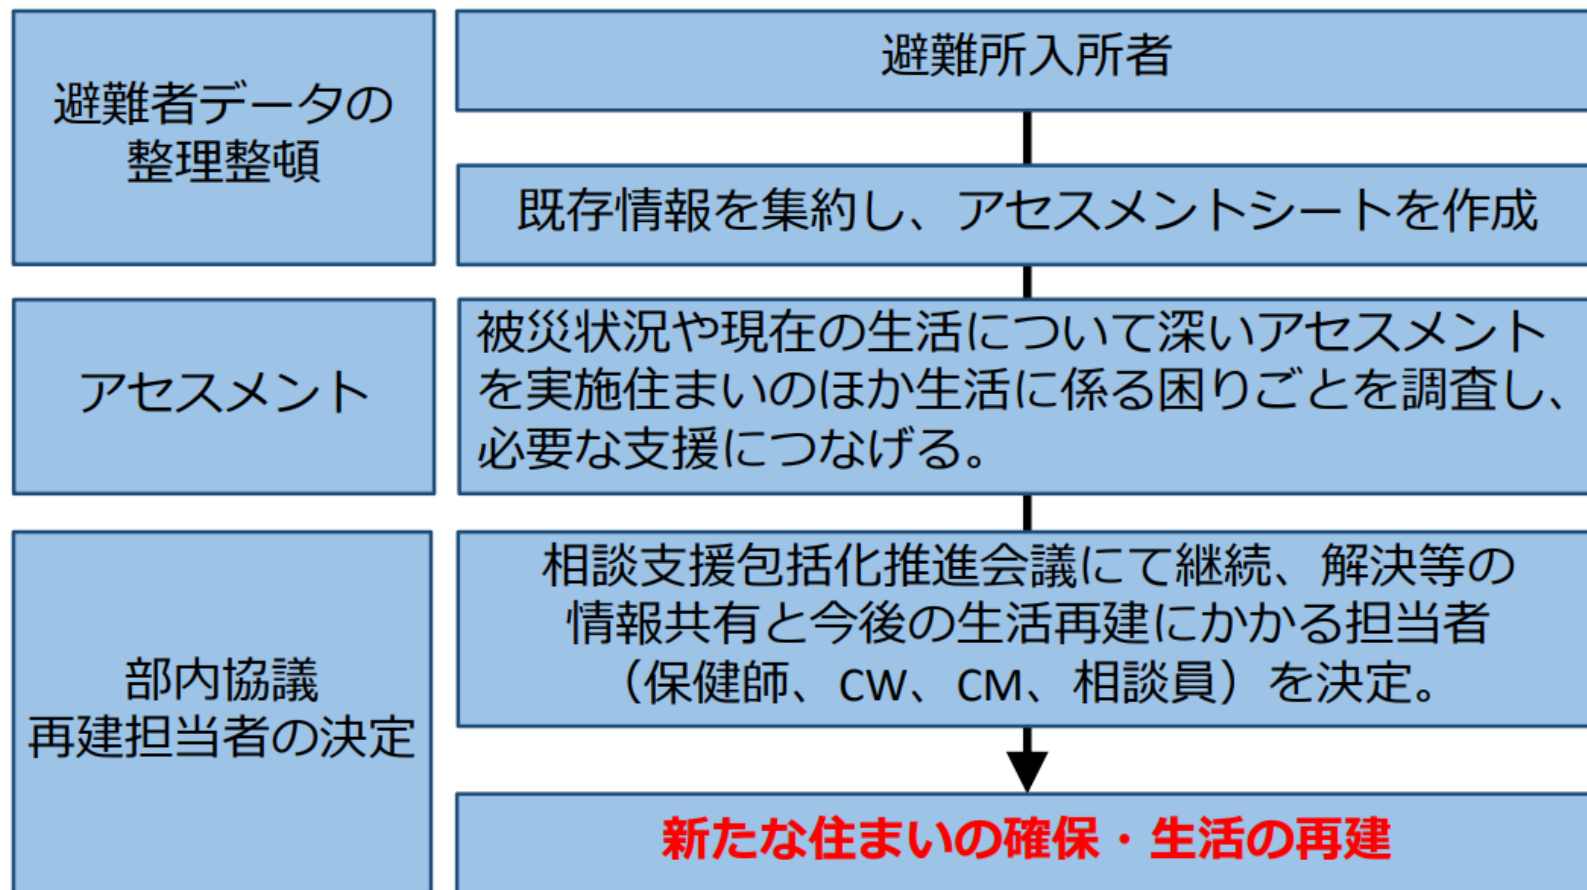 避難者データの
整理整頓
避難所入所者
既存情報を集約し、アセスメントシートを作成
アセスメント
被災状況や現在の生活について深いアセスメント
を実施住まいのほか生活に係る困りごとを調査し、
必要な支援につなげる。
部内協議
再建担当者の決定
相談支援包括化推進会議にて継続、解決等の
情報共有と今後の生活再建にかかる担当者
（保健師、CW、CM、相談員）を決定。
新たな住まいの確保・生活の再建